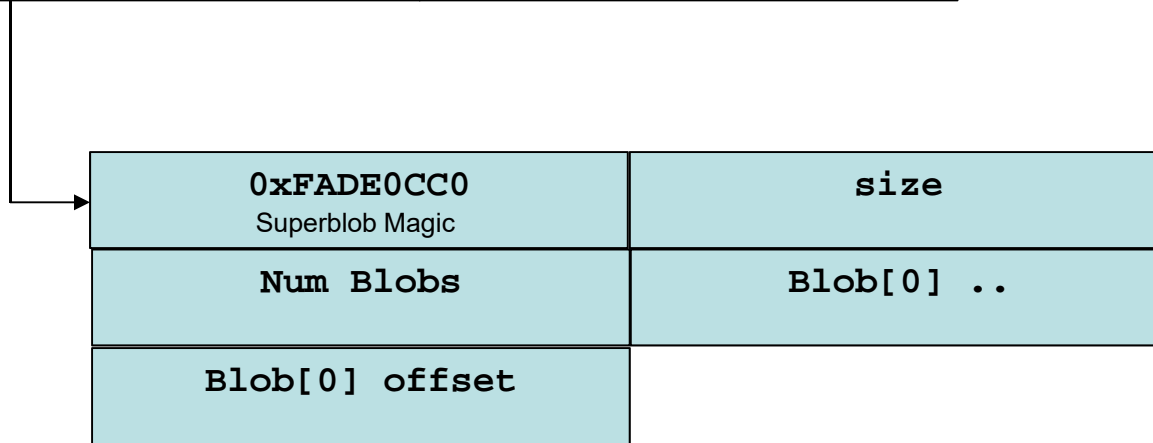 0xFADE0CC0 size
Superblob Magic
Num Blobs Blob[0] ..
Blob[0] offset